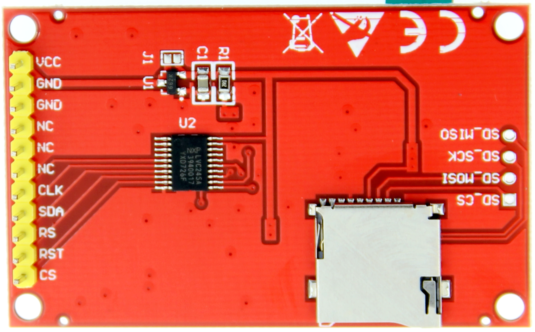 VCC
GND
GND
NC
NC
NC
CLK
SDA
RS
RST
CS
J1
U1
C1
R1
U2
CE
SD_MISO
SD_SCK
SD_MOSI
SD_CS